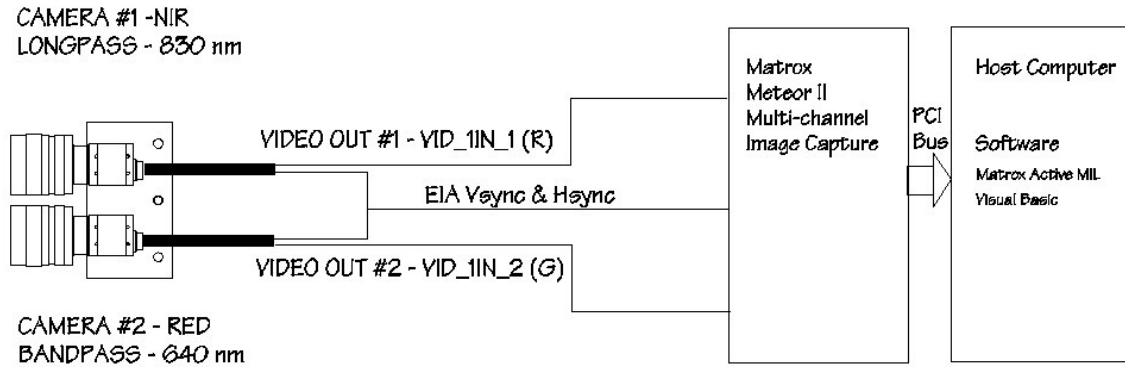 CAMERA #1 -NIR
LONGPASS - 830 nm
VIDEO OUT #1 - VID_1IN_1 (R)
EIA Vsync & Hsync
VIDEO OUT #2 - VID_1IN_2 (G)
CAMERA #2 - RED
BANDPASS - 640 nm
Matrox
Meteor II
Multi-channel
Image Capture
PCI
Bus
Host Computer
Software
Matrox Active MIL
Visual Basic